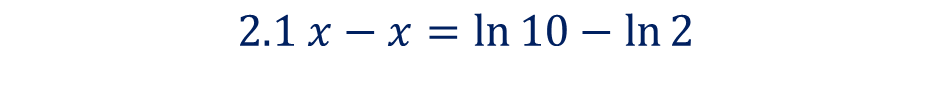 2.1 x − x = ln 10 − ln 2